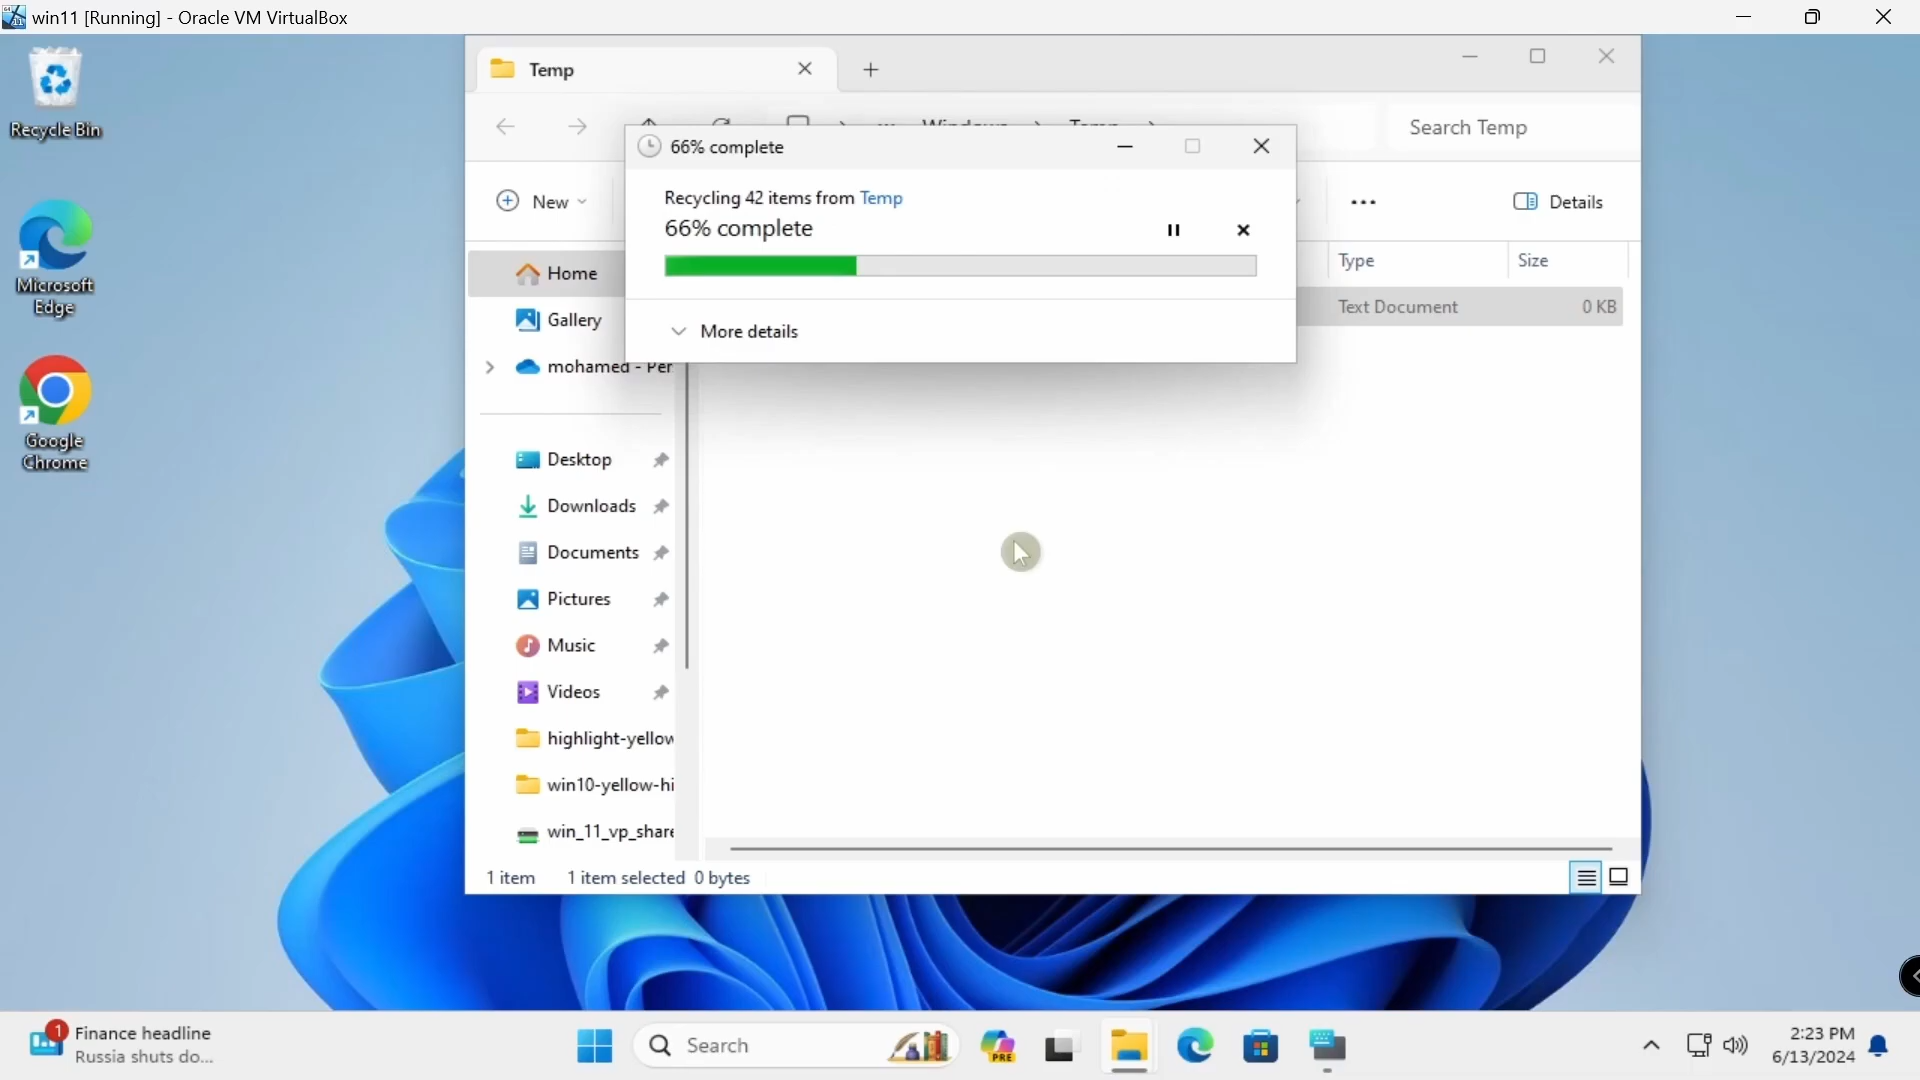 win11 [Running] - Oracle VM VirtualBox
Recycle Bin
Microsoft
Edge
Google
Chrome
Temp
Windows
Temp
Search Temp
66% complete
Recycling 42 items from Temp
66% complete
More details
New
Details
Type
Size
Text Document
0 KB
Home
Gallery
mohamed - Per
Desktop
Downloads
Documents
Pictures
Music
Videos
highlight-yellow
win10-yellow-hi
win_11_vp_share
1 item
1 item selected 0 bytes
1
Finance headline
Russia shuts do...
Search
PRE
2:23 PM
6/13/2024